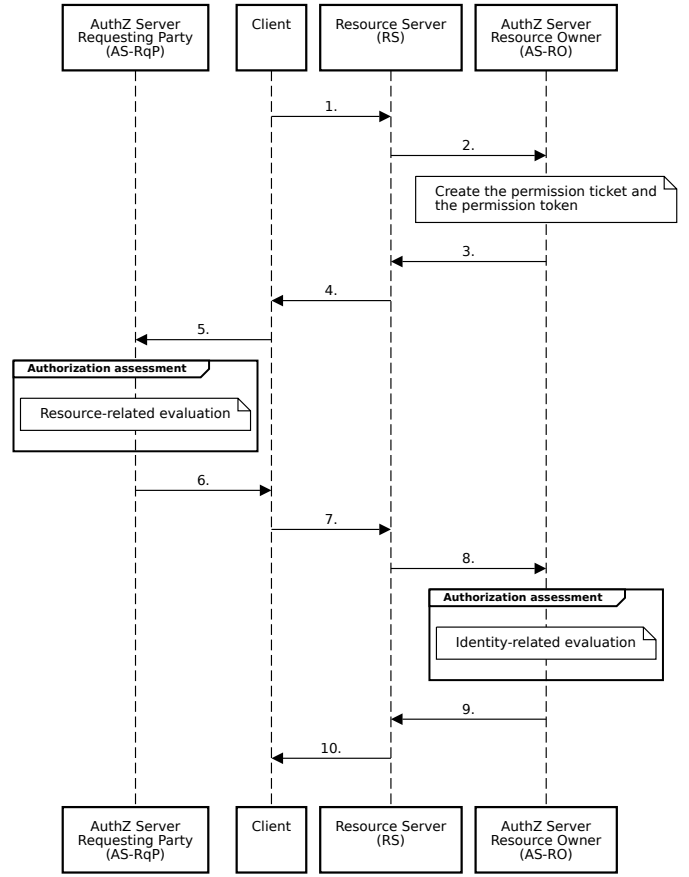 AuthZ Server
Requesting Party
(AS-RqP)
Client
Resource Server
(RS)
AuthZ Server
Resource Owner
(AS-RO)
1.
2.
Create the permission ticket and
the permission token
3.
4.
5.
Authorization assessment
Resource-related evaluation
6.
7.
8.
Authorization assessment
Identity-related evaluation
9.
10.
AuthZ Server
Requesting Party
(AS-RqP)
Client
Resource Server
(RS)
AuthZ Server
Resource Owner
(AS-RO)